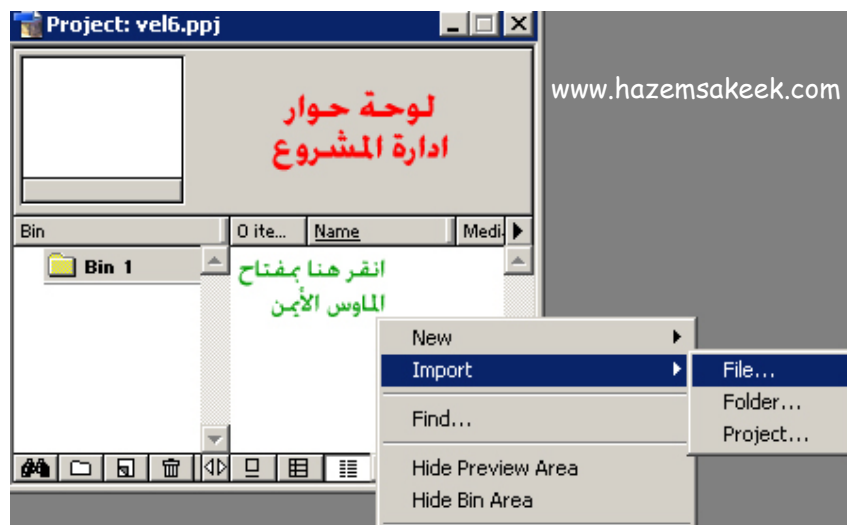 Project: vel6.ppj
www.hazemsakeek.com
لوحة حوار
ادارة المشروع
Bin
0 ite... Name Medi
Bin 1
انقر هنا بمفتاح
الماوس الأيمن
New
Import
File...
Folder...
Project...
Find...
Hide Preview Area
Hide Bin Area